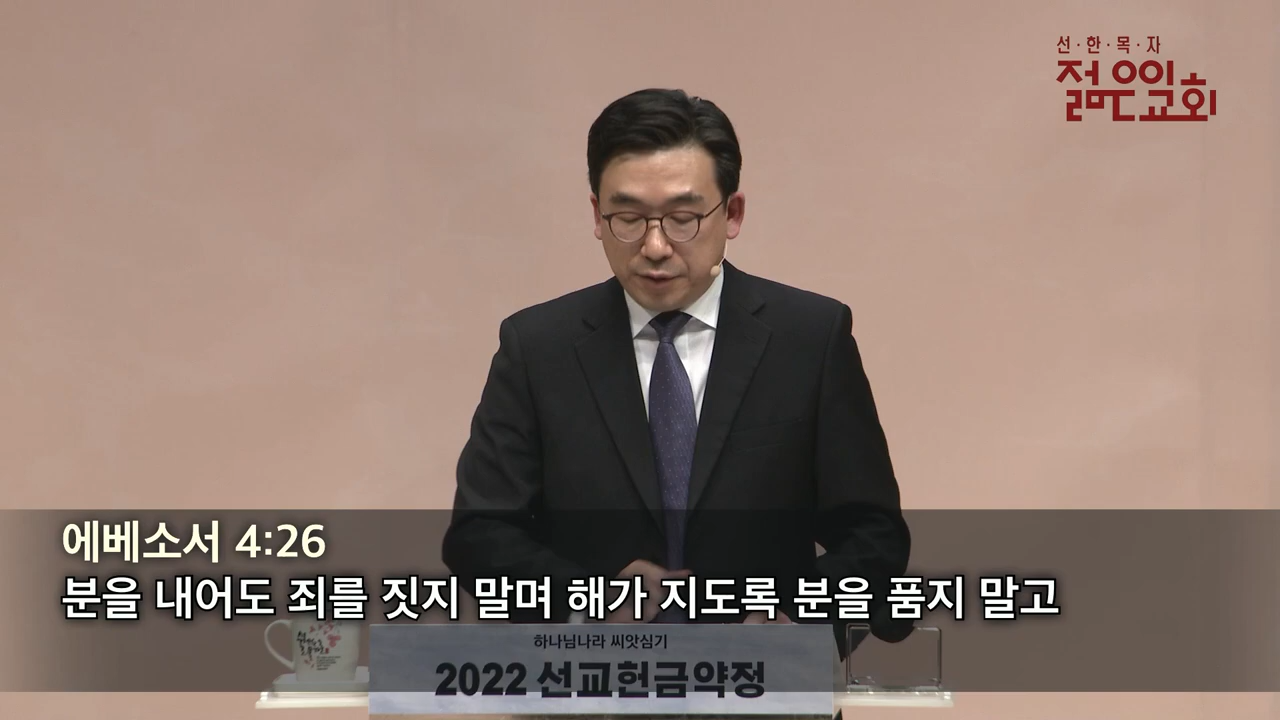 선·한·목·자
젊은이교회
에베소서 4:26
분을 내어도 죄를 짓지 말며 해가 지도록 분을 품지 말고
하나님나라 씨앗심기
2022 선교헌금약정